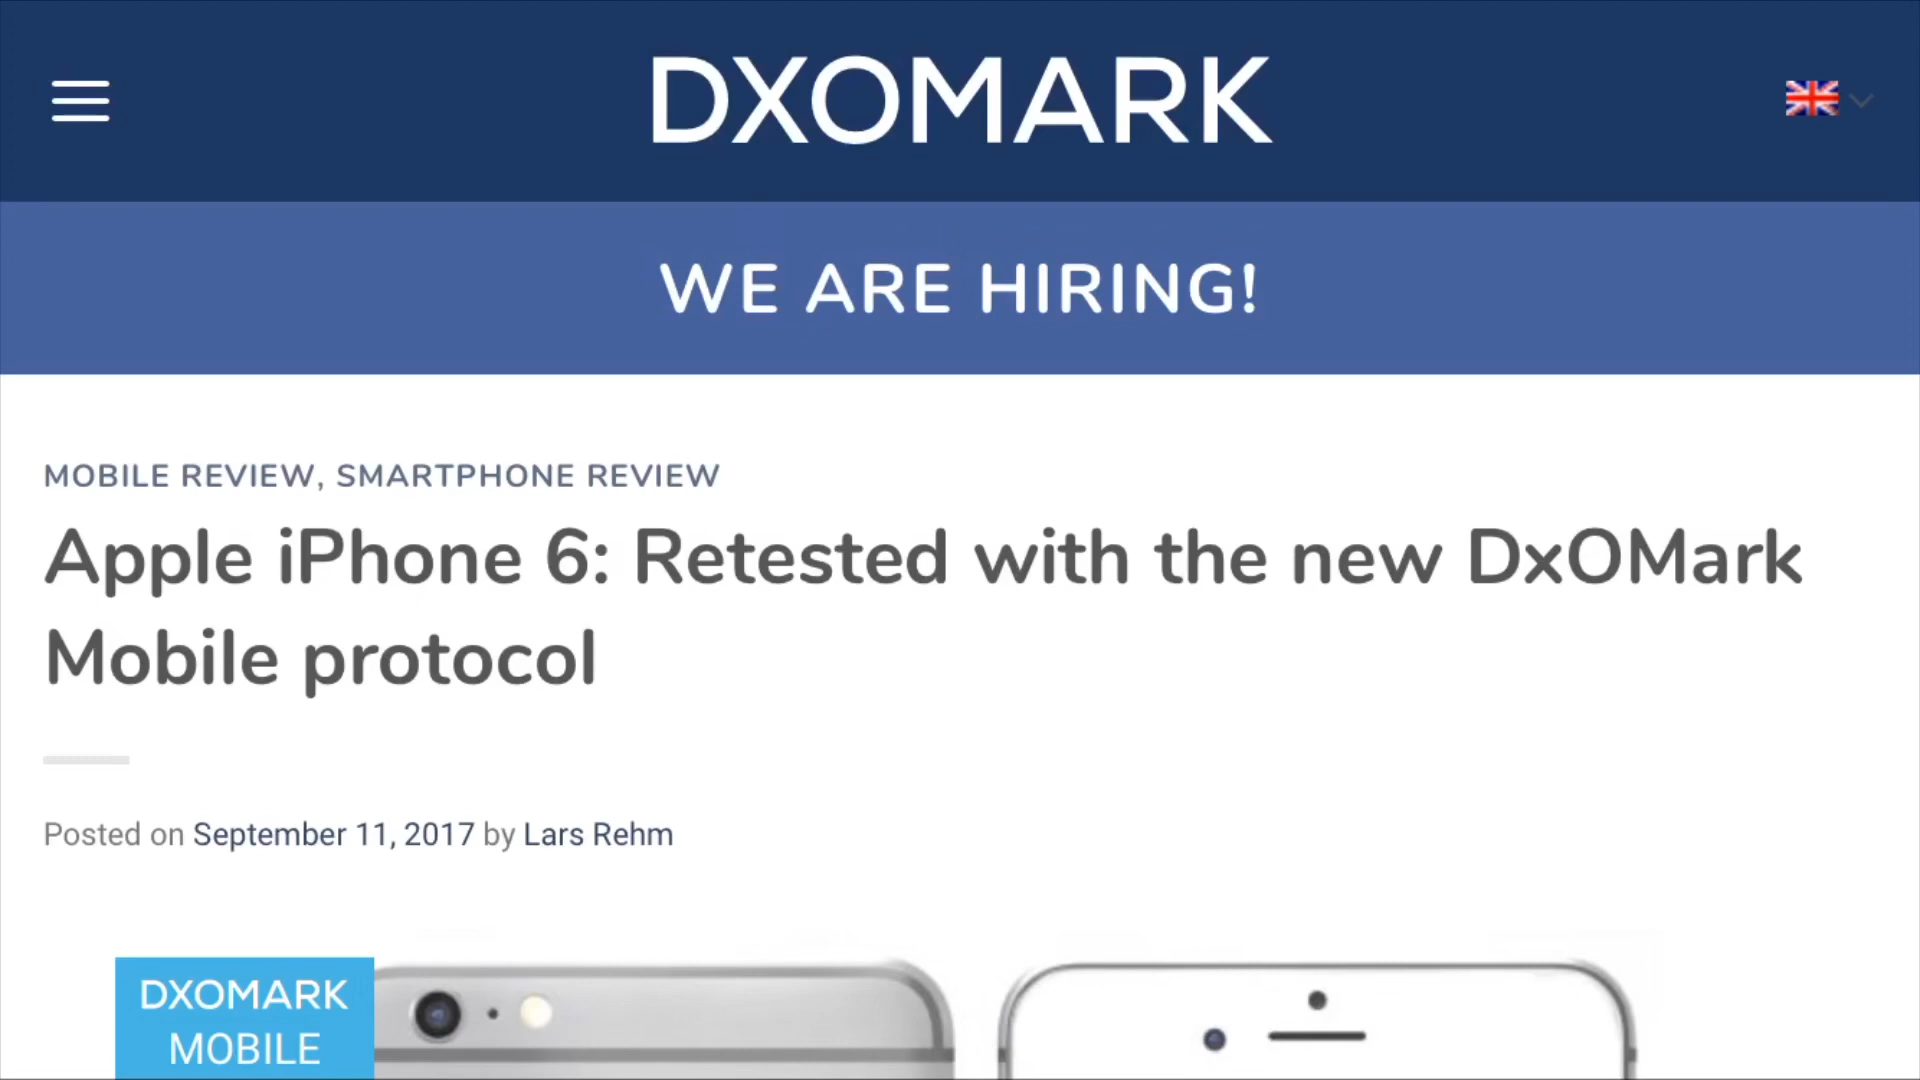 DXOMARK
WE ARE HIRING!
MOBILE REVIEW, SMARTPHONE REVIEW
Apple iPhone 6: Retested with the new DxOMark
Mobile protocol
Posted on September 11, 2017 by Lars Rehm
DXOMARK
MOBILE